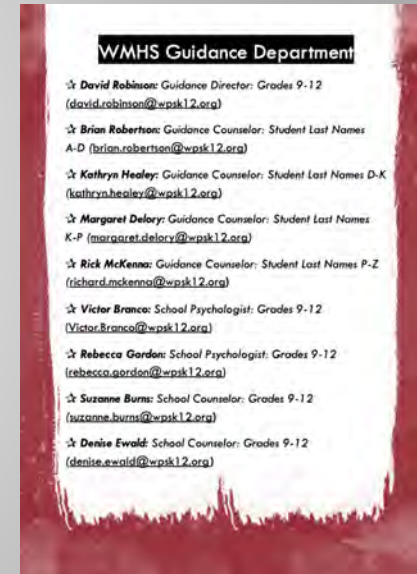 WMHS Guidance Department
☆ David Robinson: Guidance Director: Grades 9-12
(david.robinson@wpsk12.org)
☆ Brian Robertson: Guidance Counselor: Student Last Names
A-D (brian.robertson@wpsk12.org)
☆ Kathryn Healey: Guidance Counselor: Student Last Names D-K
(kathryn.healey@wpsk12.org)
☆ Margaret Delory: Guidance Counselor: Student Last Names
K-P (margaret.delory@wpsk12.org)
☆ Rick McKenna: Guidance Counselor: Student Last Names P-Z
(richard.mckenna@wpsk12.org)
☆ Victor Branco: School Psychologist: Grades 9-12
(Victor.Branco@wpsk12.org)
☆ Rebecca Gordon: School Psychologist: Grades 9-12
(rebecca.gordon@wpsk12.org)
☆ Suzanne Burns: School Counselor: Grades 9-12
(suzanne.burns@wpsk12.org)
☆ Denise Ewald: School Counselor: Grades 9-12
(denise.ewald@wpsk12.org)